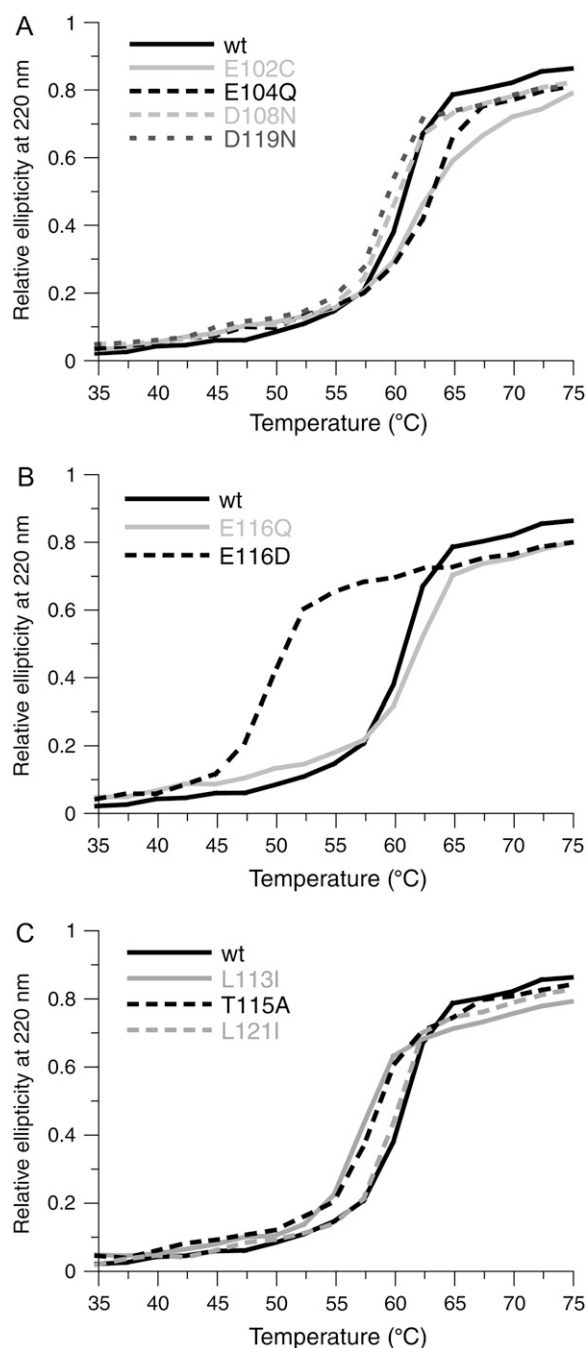 A
Relative ellipticity at 220 nm
1
0.8
0.6
0.4
0.2
0
wt
E102C
E104Q
D108N
D119N
35 40 45 50 55 60 65 70 75
Temperature (°C)
B
Relative ellipticity at 220 nm
1
0.8
0.6
0.4
0.2
0
wt
E116Q
E116D
35 40 45 50 55 60 65 70 75
Temperature (°C)
C
Relative ellipticity at 220 nm
1
0.8
0.6
0.4
0.2
0
wt
L113I
T115A
L121I
35 40 45 50 55 60 65 70 75
Temperature (°C)